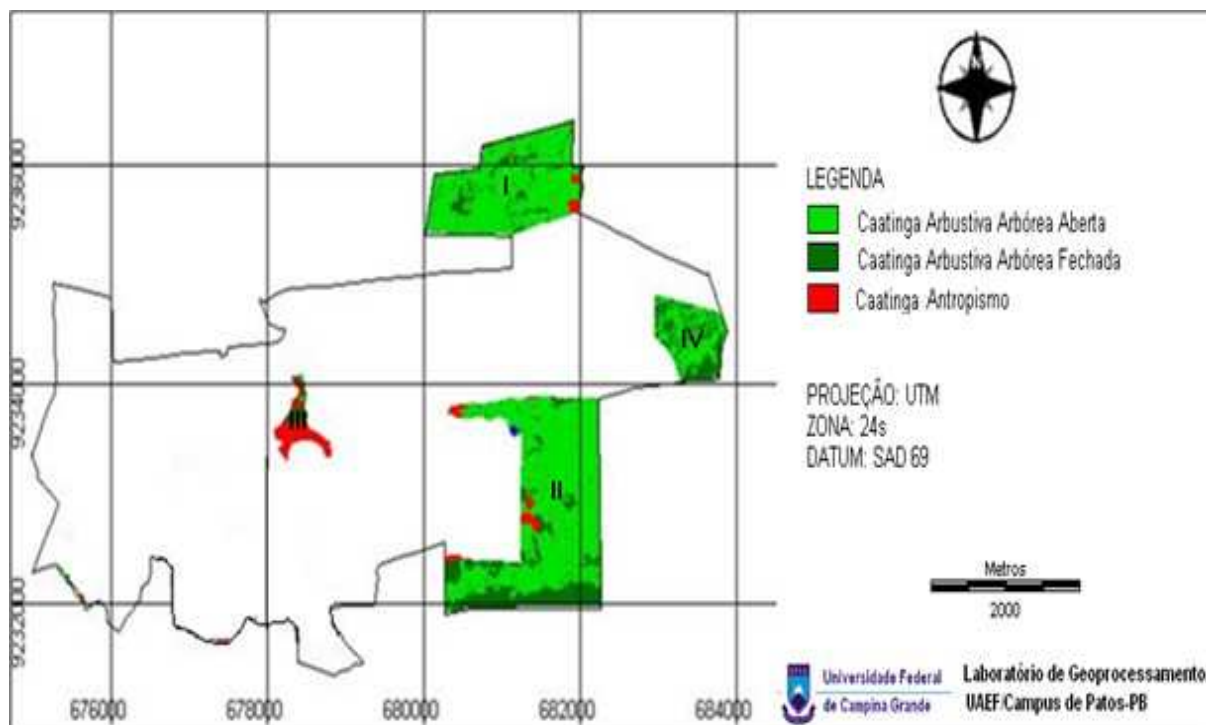 9236000
9234000
9232000
676000
678000
680000
682000
684000
I
II
III
IV
LEGENDA
Caatinga Arbustiva Arbórea Aberta
Caatinga Arbustiva Arbórea Fechada
Caatinga Antropismo
PROJEÇÃO: UTM
ZONA: 24s
DATUM: SAD 69
Metros
2000
Universidade Federal
de Campina Grande
Laboratório de Geoprocessamento
UAEF/Campus de Patos-PB